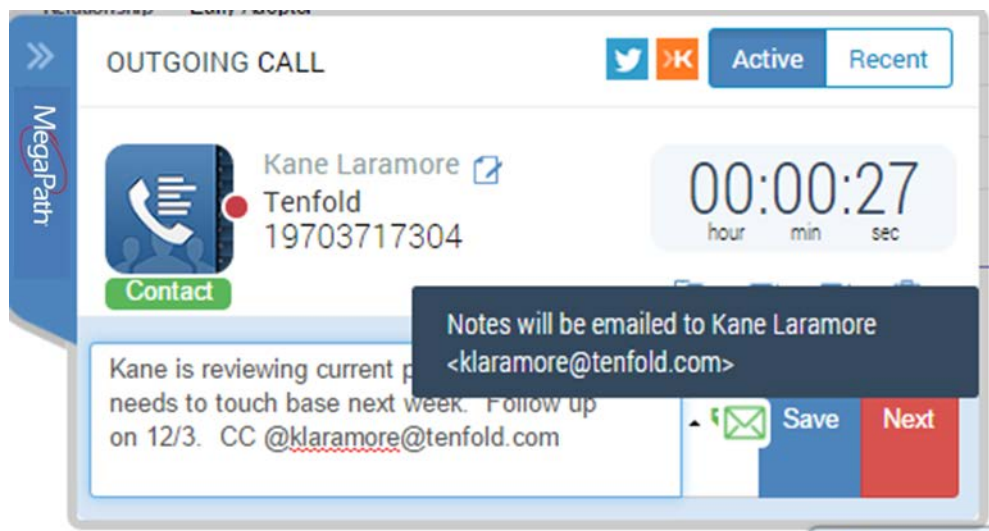 OUTGOING CALL
Active
Recent
MegaPath
Kane Laramore
Tenfold
19703717304
00:00:27
hour min sec
Contact
Notes will be emailed to Kane Laramore
<klaramore@tenfold.com>
Kane is reviewing current
needs to touch base next week. Follow up
on 12/3. CC @klaramore@tenfold.com
Save
Next